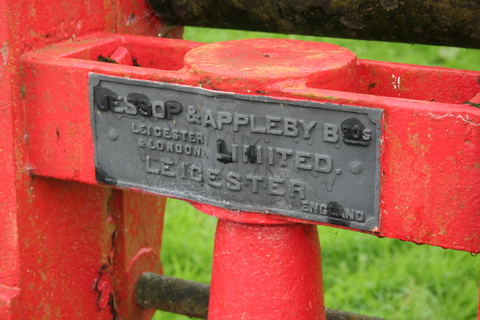 JESSOP & APPLEBY BROS
LEICESTER
& LONDON
LIMITED.
LEICESTER
ENGLAND